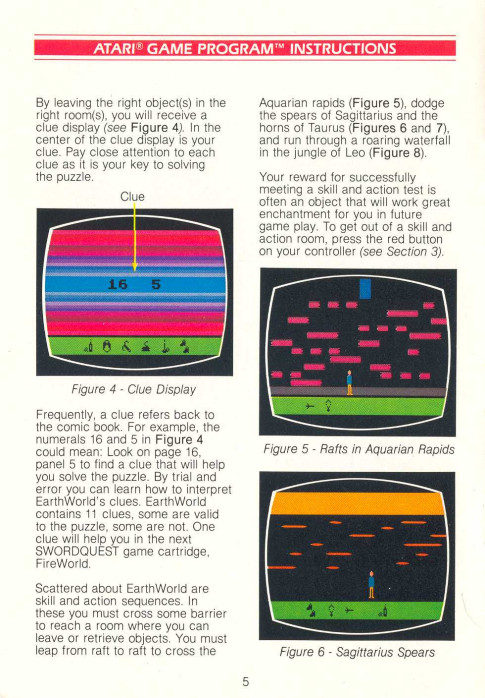 ATARI® GAME PROGRAM™ INSTRUCTIONS
By leaving the right object(s) in the
right room(s), you will receive a
clue display (see Figure 4). In the
center of the clue display is your
clue. Pay close attention to each
clue as it is your key to solving
the puzzle.
Clue
16 5
Figure 4 - Clue Display
Frequently, a clue refers back to
the comic book. For example, the
numerals 16 and 5 in Figure 4
could mean: Look on page 16,
panel 5 to find a clue that will help
you solve the puzzle. By trial and
error you can learn how to interpret
EarthWorld's clues. EarthWorld
contains 11 clues, some are valid
to the puzzle, some are not. One
clue will help you in the next
SWORDQUEST game cartridge,
FireWorld.
Scattered about EarthWorld are
skill and action sequences. In
these you must cross some barrier
to reach a room where you can
leave or retrieve objects. You must
leap from raft to raft to cross the
Aquarian rapids (Figure 5), dodge
the spears of Sagittarius and the
horns of Taurus (Figures 6 and 7),
and run through a roaring waterfall
in the jungle of Leo (Figure 8).
Your reward for successfully
meeting a skill and action test is
often an object that will work great
enchantment for you in future
game play. To get out of a skill and
action room, press the red button
on your controller (see Section 3).
Figure 5 - Rafts in Aquarian Rapids
Figure 6 - Sagittarius Spears
5